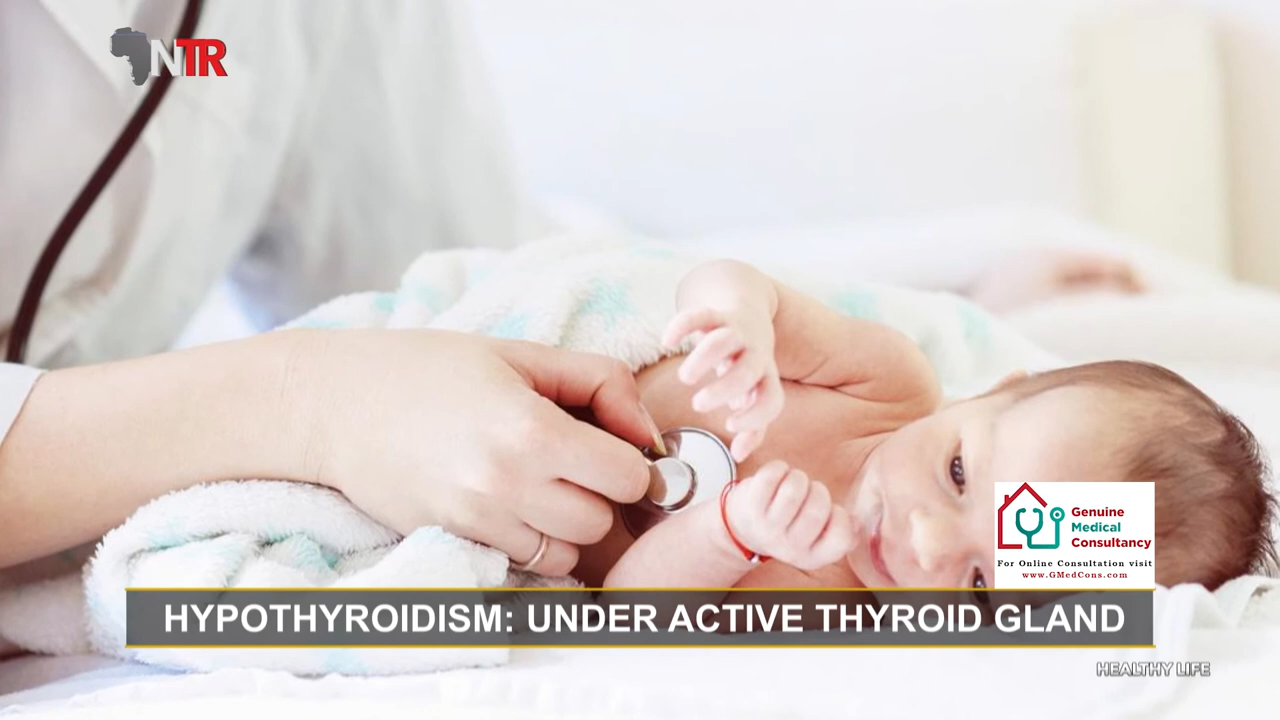 NTR
Genuine
Medical
Consultancy
For Online Consultation visit
www.GMedCons.com
HYPOTHYROIDISM: UNDER ACTIVE THYROID GLAND
HEALTHY LIFE